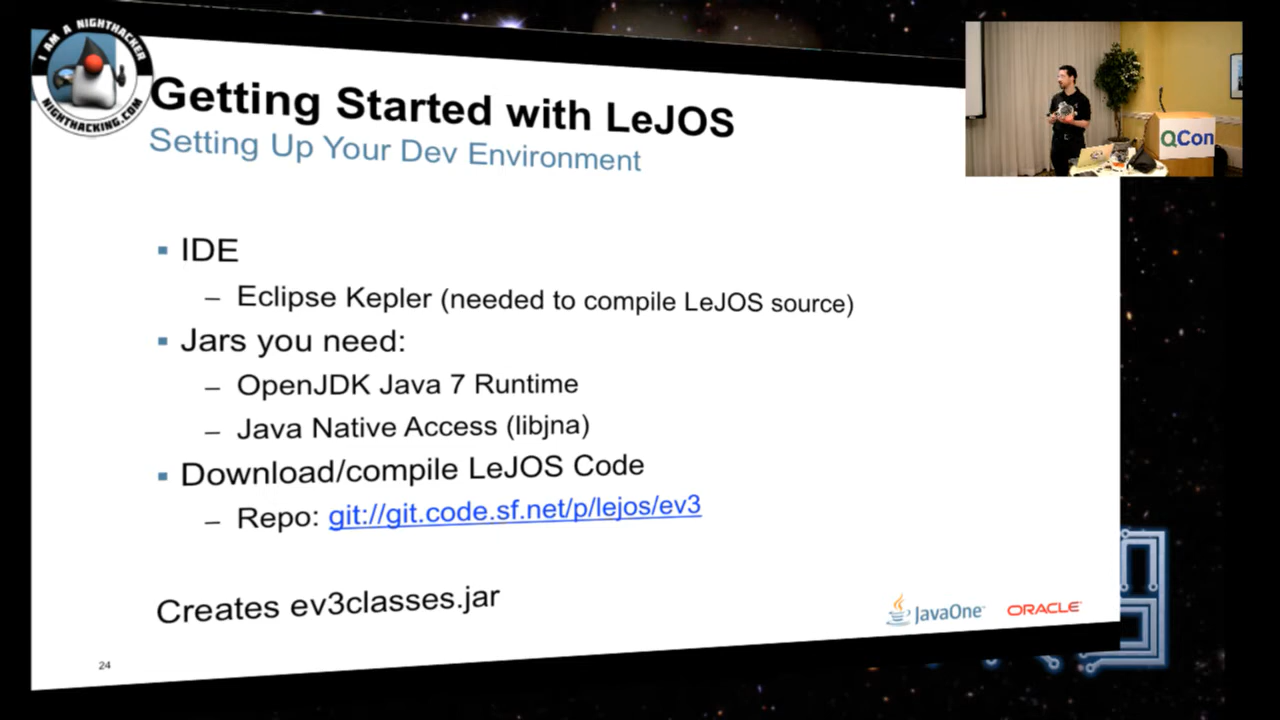 I AM A NIGHTHACKER
NIGHTHACKING.COM
Getting Started with LeJOS
Setting Up Your Dev Environment
QCon
▪ IDE
– Eclipse Kepler (needed to compile LeJOS source)
▪ Jars you need:
– OpenJDK Java 7 Runtime
– Java Native Access (libjna)
▪ Download/compile LeJOS Code
– Repo: git://git.code.sf.net/p/lejos/ev3
Creates ev3classes.jar
JavaOne
ORACLE
24